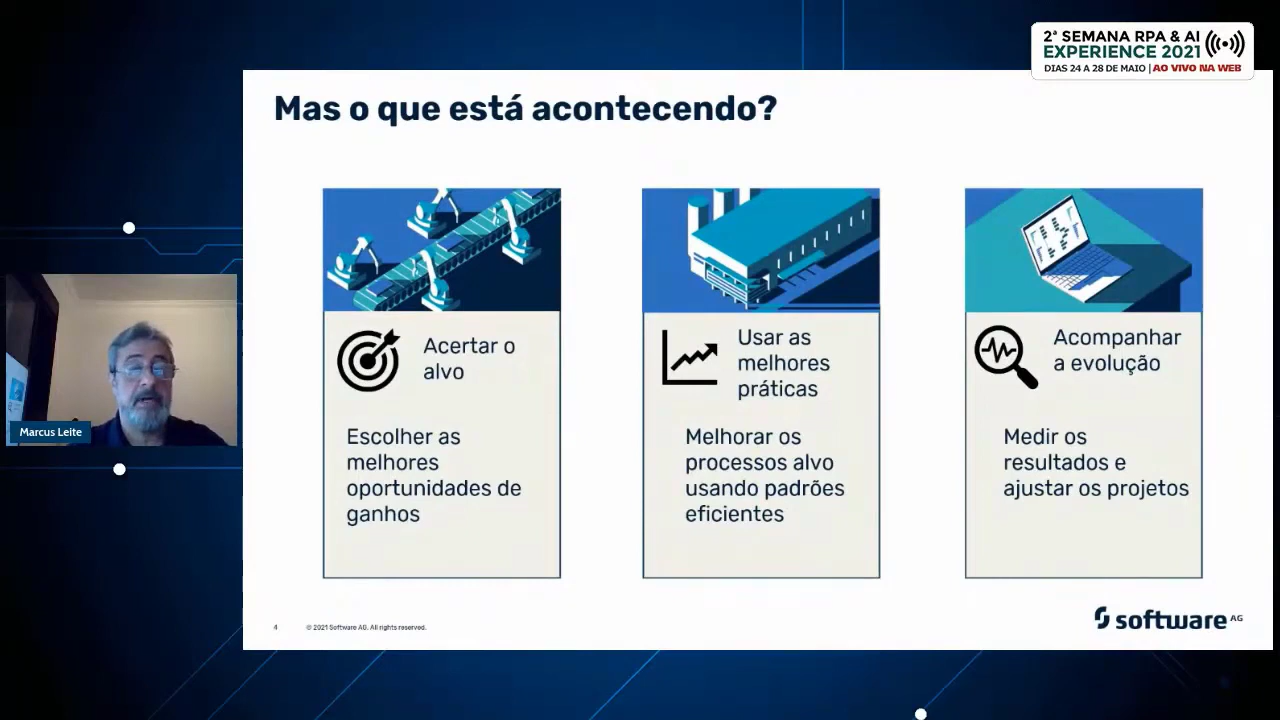 2ª SEMANA RPA & AI
EXPERIENCE 2021
DIAS 24 A 28 DE MAIO | AO VIVO NA WEB
Mas o que está acontecendo?
Acertar o
alvo
Escolher as
melhores
oportunidades de
ganhos
Usar as
melhores
práticas
Melhorar os
processos alvo
usando padrões
eficientes
Acompanhar
a evolução
Medir os
resultados e
ajustar os projetos
Marcus Leite
4
© 2021 Software AG. All rights reserved.
software AG